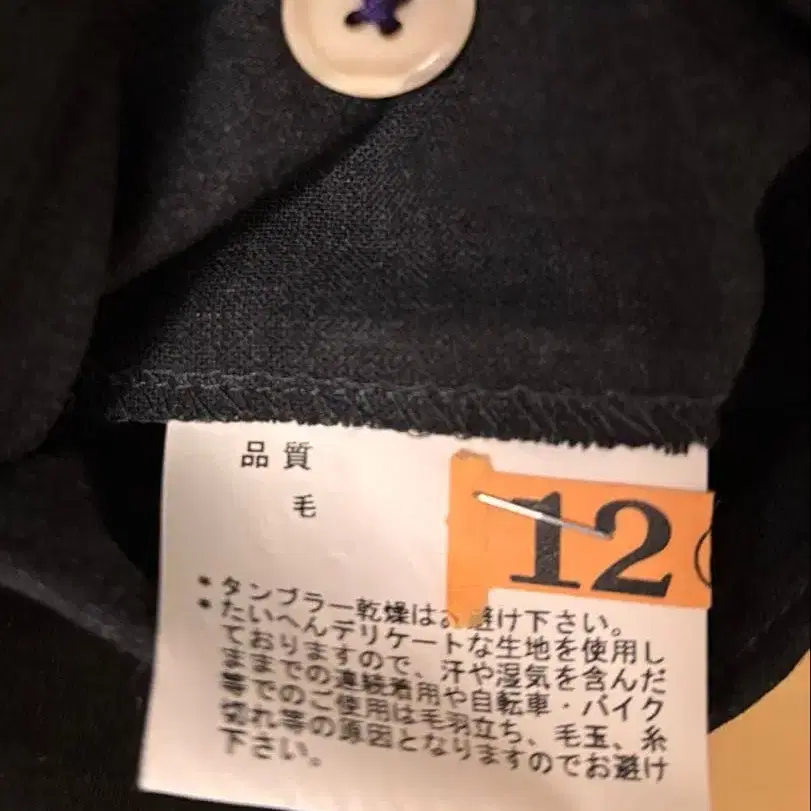 品質
毛
12
* タンブラー乾燥はお避け下さい。
* たいへんデリケートな生地を使用し
ておりますので、汗や湿気を含んだ
ままでの連続着用や自転車・バイク
等でのご使用は毛羽立ち、毛玉、糸
切れ等の原因となりますのでお避け
下さい。